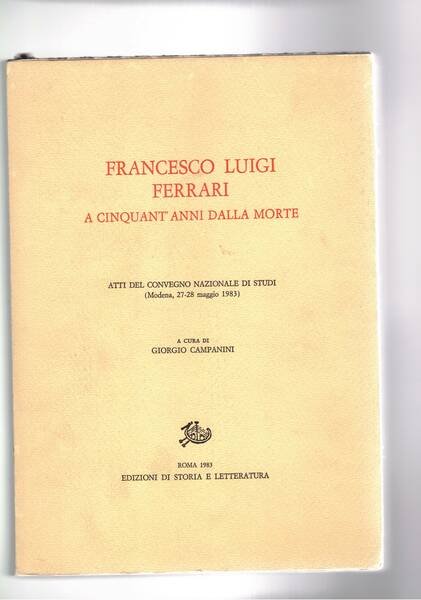 FRANCESCO LUIGI
FERRARI
A CINQUANT'ANNI DALLA MORTE
ATTI DEL CONVEGNO NAZIONALE DI STUDI
(Modena, 27-28 maggio 1983)
A CURA DI
GIORGIO CAMPANINI
ROMA 1983
EDIZIONI DI STORIA E LETTERATURA